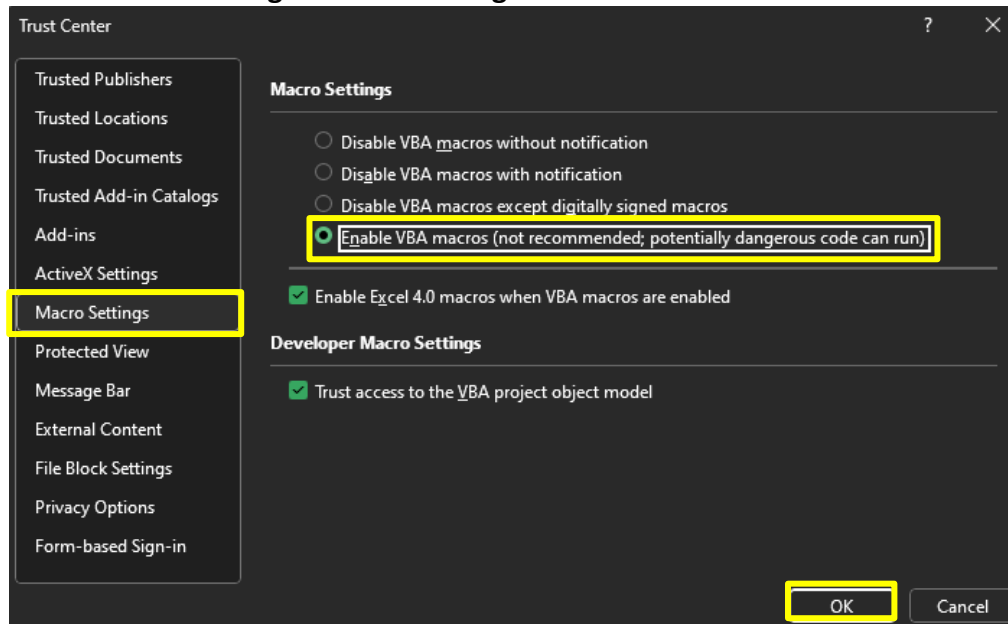 Trust Center
?
Trusted Publishers
Trusted Locations
Trusted Documents
Trusted Add-in Catalogs
Add-ins
ActiveX Settings
Macro Settings
Protected View
Message Bar
External Content
File Block Settings
Privacy Options
Form-based Sign-in
Macro Settings
Disable VBA macros without notification
Disable VBA macros with notification
Disable VBA macros except digitally signed macros
Enable VBA macros (not recommended; potentially dangerous code can run)
Enable Excel 4.0 macros when VBA macros are enabled
Developer Macro Settings
Trust access to the VBA project object model
OK
Cancel